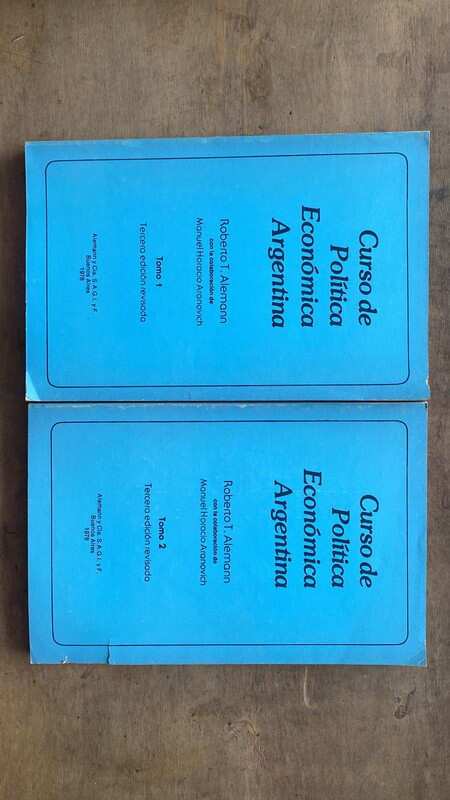 Curso de
Política
Económica
Argentina
Roberto T. Alemann
con la colaboración de
Manuel Horacio Aranovich
Tomo 1
Tercera edición revisada
Alemann y Cía. S. A. G. I. y F.
Buenos Aires
1978
Curso de
Política
Económica
Argentina
Roberto T. Alemann
con la colaboración de
Manuel Horacio Aranovich
Tomo 2
Tercera edición revisada
Alemann y Cía. S. A. G. I. y F.
Buenos Aires
1978